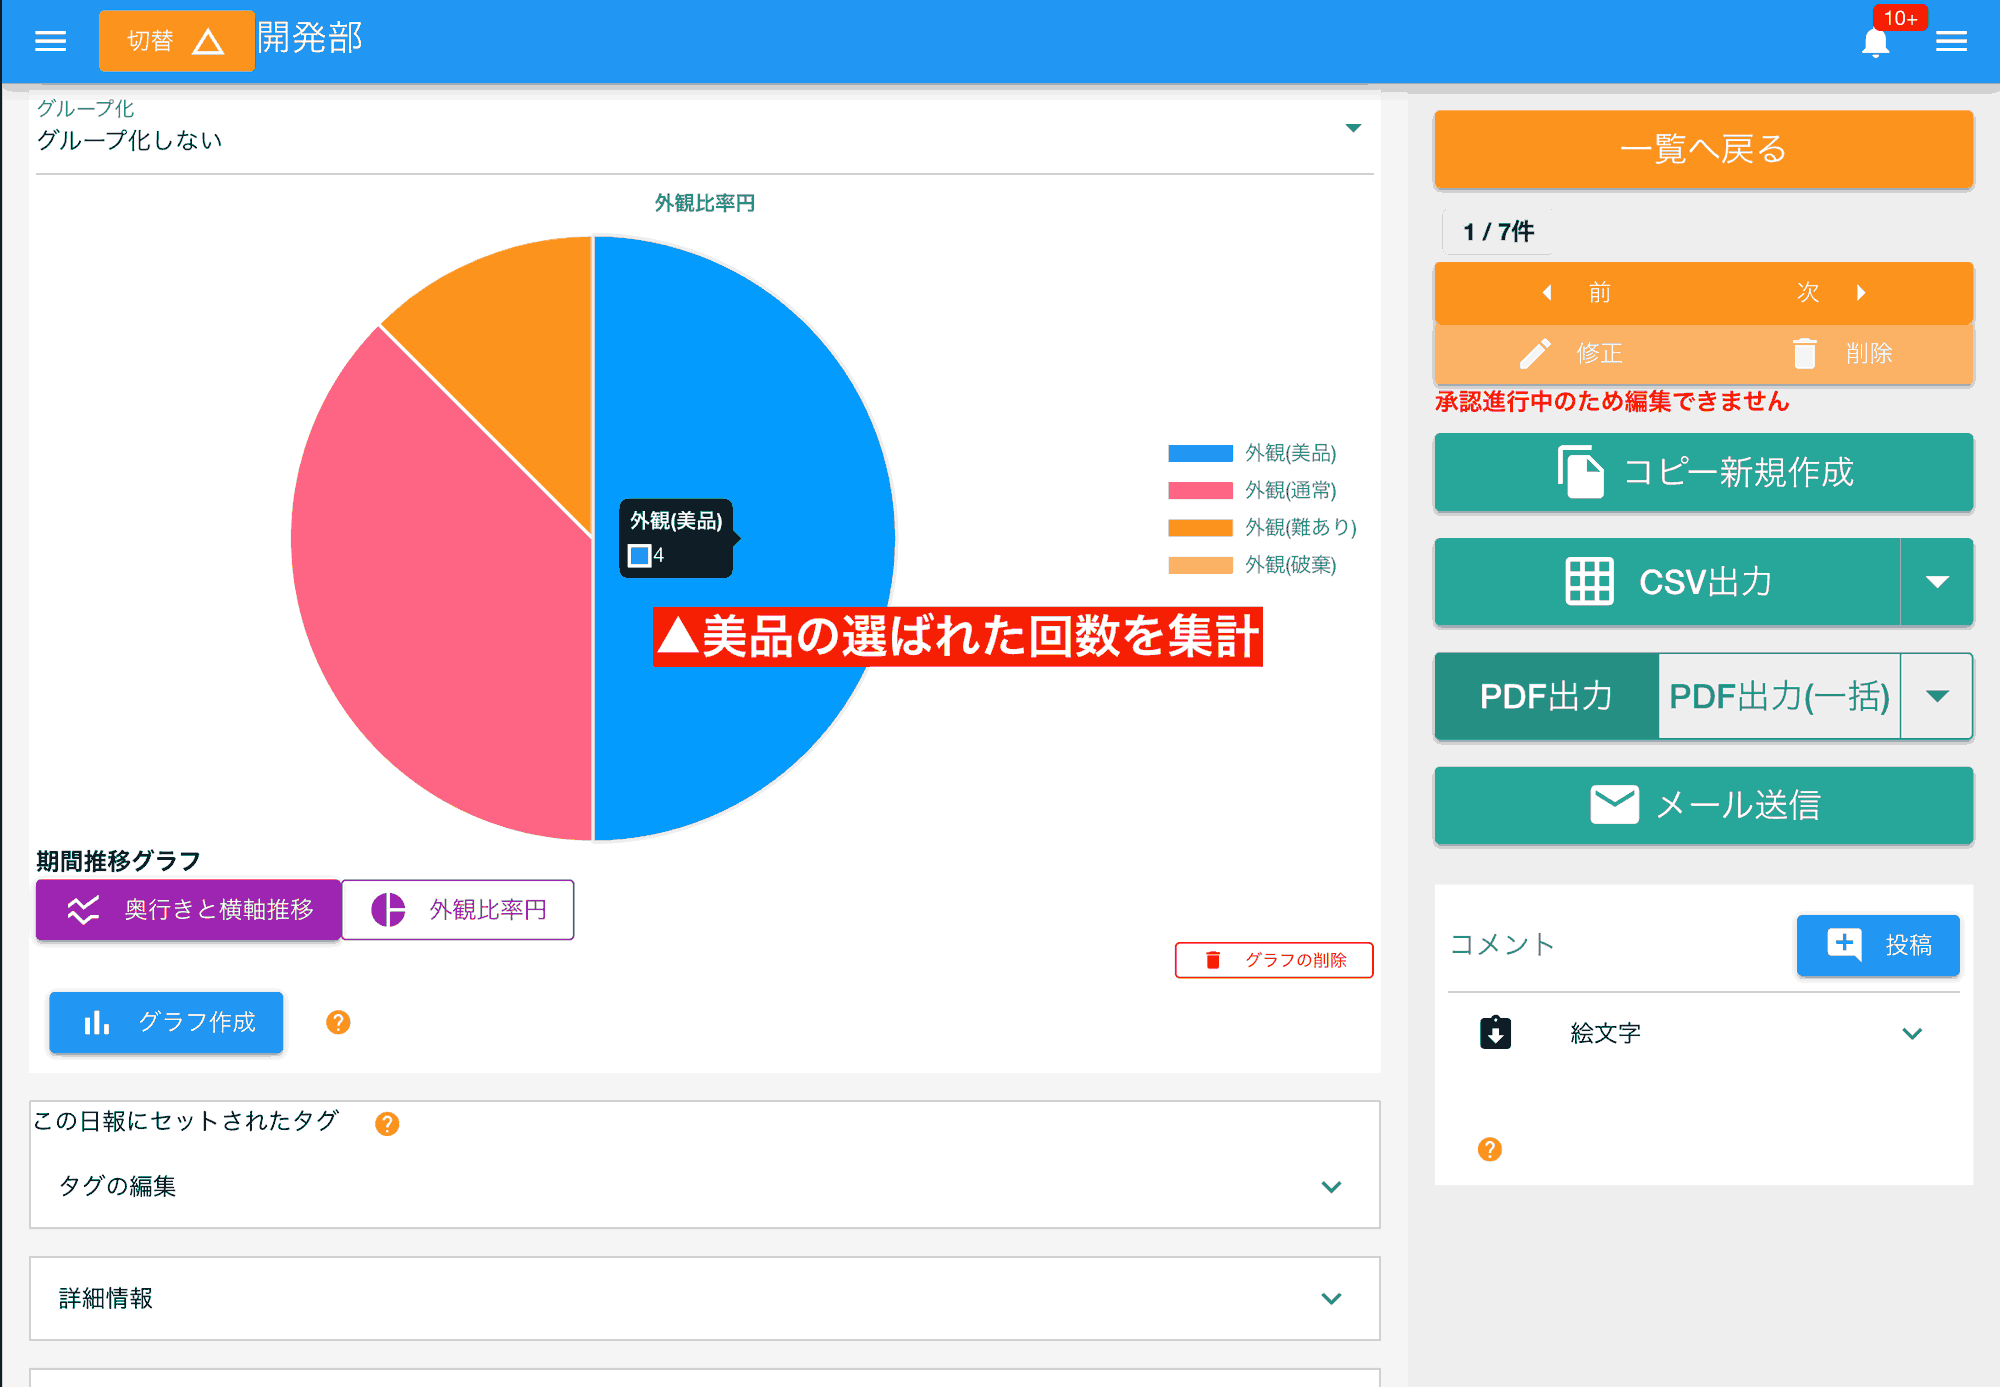 切替 開発部 10+
グループ化
グループ化しない
外観比率円
外観(美品)
4
外観(美品)
外観(通常)
外観(難あり)
外観(破棄)
▲美品の選ばれた回数を集計
期間推移グラフ
奥行きと横軸推移 外観比率円
グラフの削除
グラフ作成 ?
この日報にセットされたタグ ?
タグの編集
詳細情報
一覧へ戻る
1 / 7件
前 次
修正 削除
承認進行中のため編集できません
コピー新規作成
CSV出力
PDF出力 PDF出力(一括)
メール送信
コメント 投稿
絵文字
?